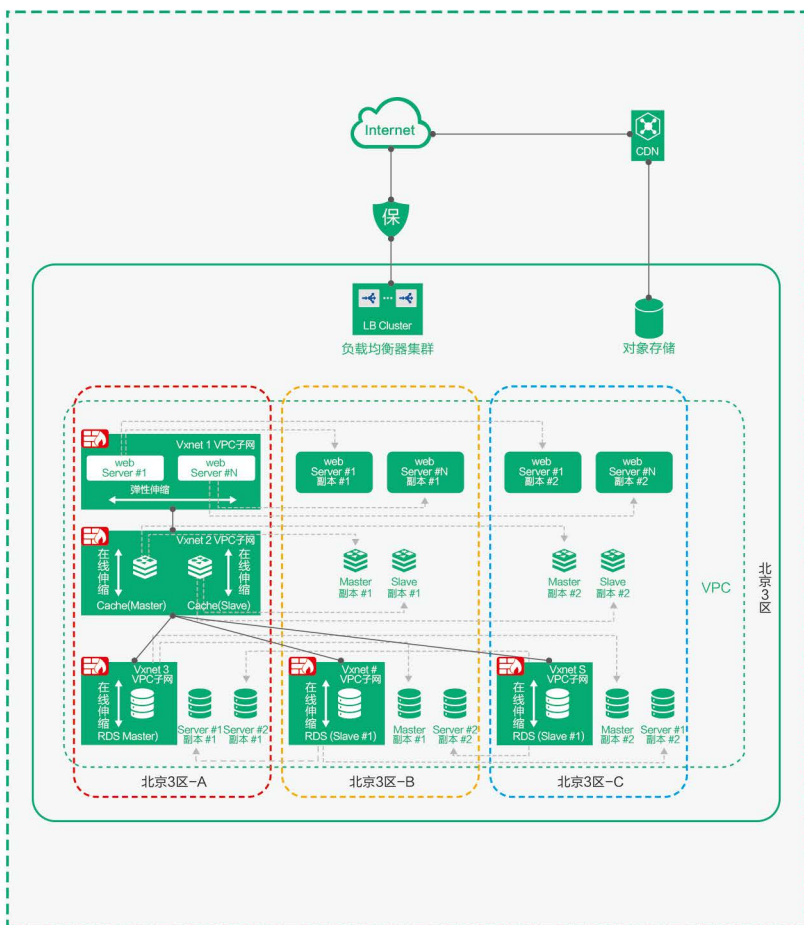 Internet
CDN
保
LB Cluster
负载均衡器集群
对象存储
Vxnet 1 VPC子网
web
Server #1
web
Server #N
弹性伸缩
web
Server #1
副本 #1
web
Server #N
副本 #1
web
Server #1
副本 #2
web
Server #N
副本 #2
Vxnet 2 VPC子网
在线伸缩
在线伸缩
Cache(Master)
Cache(Slave)
Master
副本 #1
Slave
副本 #1
Master
副本 #2
Slave
副本 #2
VPC
北京3区
Vxnet 3
VPC子网
在线伸缩
RDS Master)
Server #1
副本 #1
Server #2
副本 #1
Vxnet #
VPC子网
在线伸缩
RDS (Slave #1)
Master
副本 #1
Server #2
副本 #2
Vxnet S
VPC子网
在线伸缩
RDS (Slave #1)
Master
副本 #2
Server #1
副本 #2
北京3区-A
北京3区-B
北京3区-C